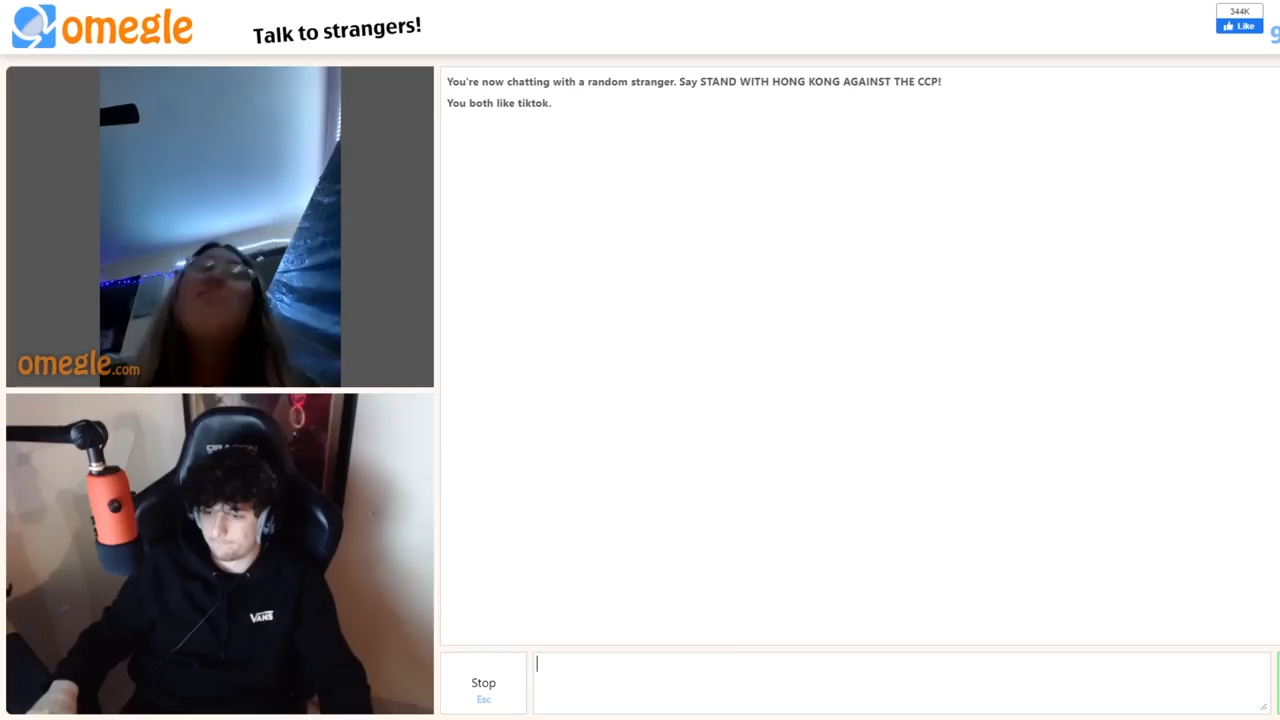 omegle
Talk to strangers!
344K
Like
You're now chatting with a random stranger. Say STAND WITH HONG KONG AGAINST THE CCP!
You both like tiktok.
omegle.com
DRAGON
VANS
Stop
Esc